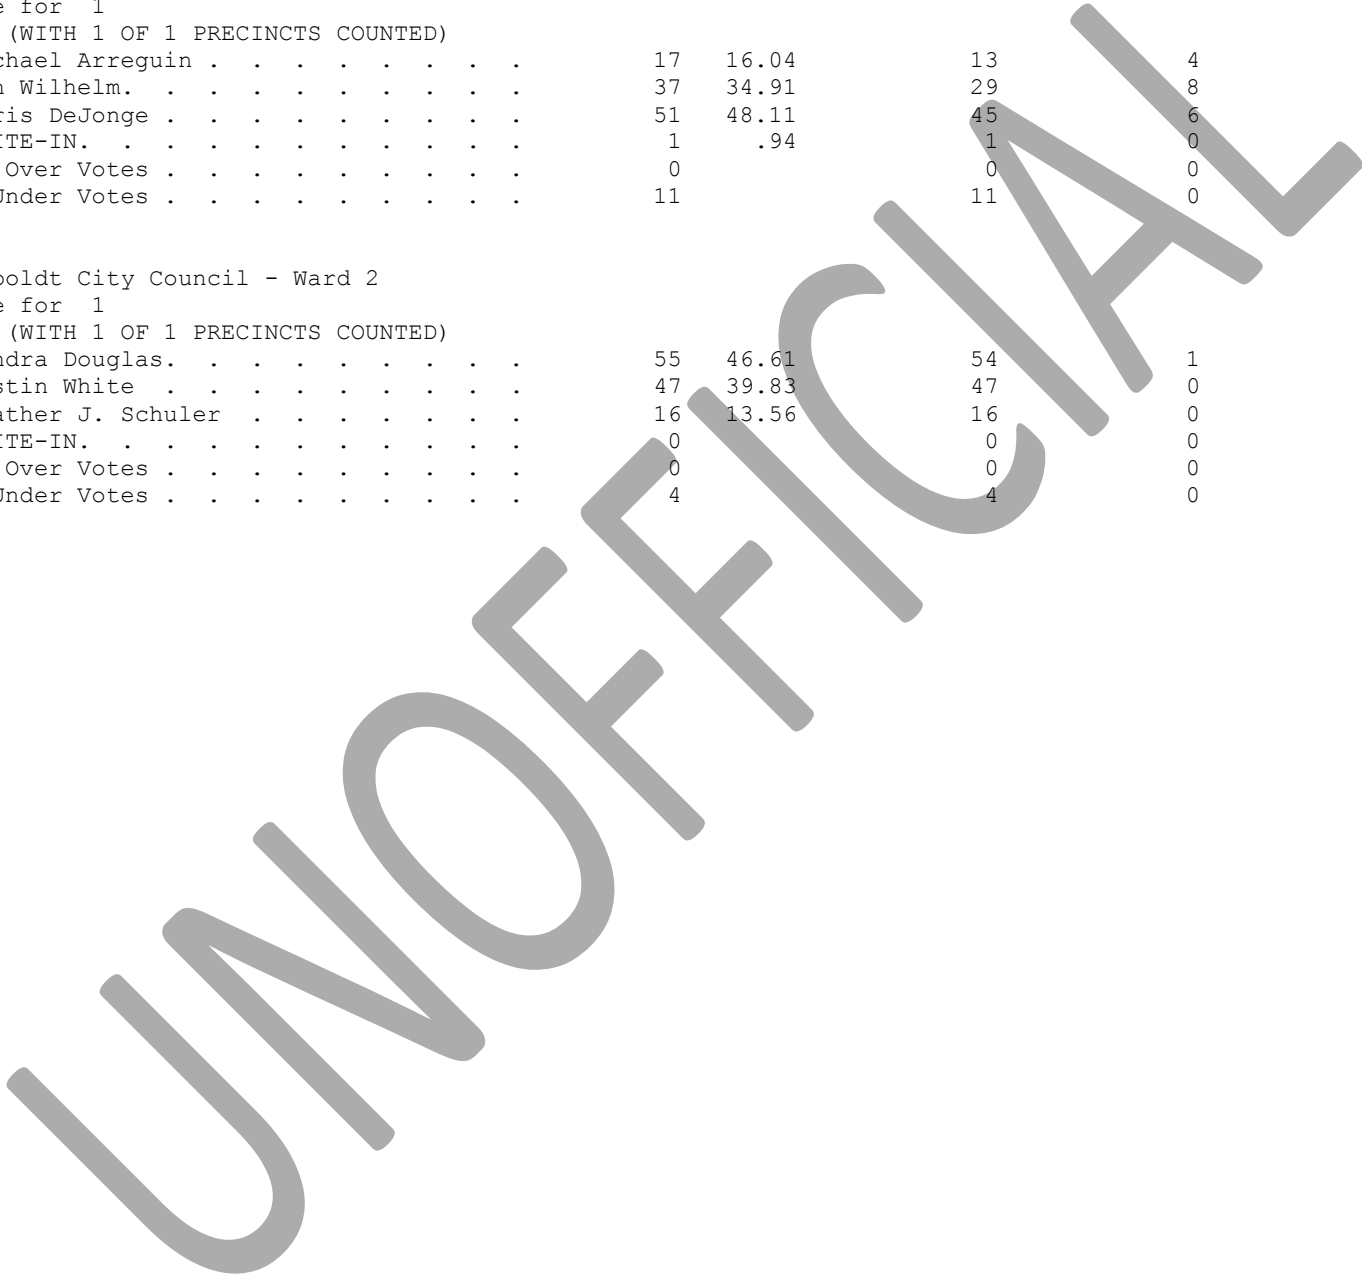 e for 1
(WITH 1 OF 1 PRECINCTS COUNTED)
chael Arreguin . . . . . . . . 17 16.04 13 4
n Wilhelm. . . . . . . . . . 37 34.91 29 8
ris DeJonge . . . . . . . . . 51 48.11 45 6
ITE-IN. . . . . . . . . . . 1 .94 1 0
Over Votes . . . . . . . . . 0 0 0
Under Votes . . . . . . . . . 11 11 0
boldt City Council - Ward 2
e for 1
(WITH 1 OF 1 PRECINCTS COUNTED)
ndra Douglas. . . . . . . . . 55 46.61 54 1
stin White . . . . . . . . . 47 39.83 47 0
ather J. Schuler . . . . . . . 16 13.56 16 0
ITE-IN. . . . . . . . . . . 0 0 0
Over Votes . . . . . . . . . 0 0 0
Under Votes . . . . . . . . . 4 4 0
UNOFFICIAL